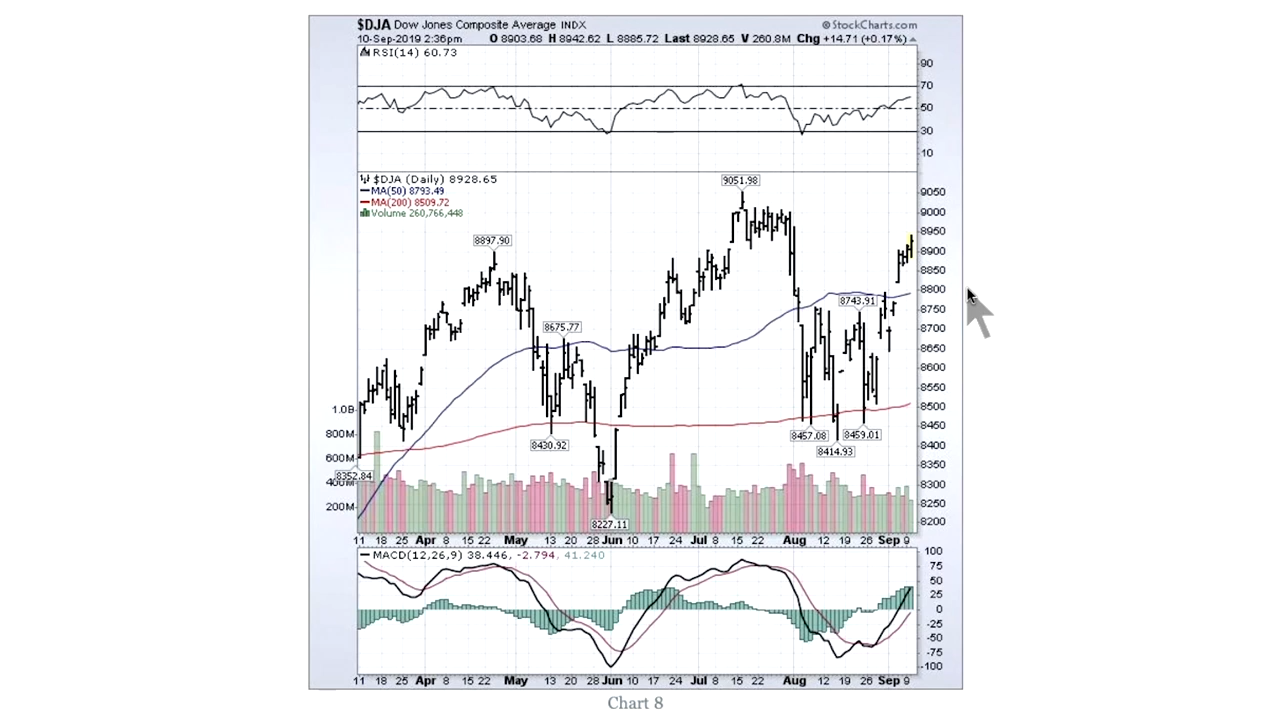 $DJA Dow Jones Composite Average INDX ® StockCharts.com
10-Sep-2019 2:36pm O 8903.68 H 8942.62 L 8885.72 Last 8928.65 V 260.8M Chg +14.71 (+0.17%)
RSI(14) 60.73
90
70
50
30
10
$DJA (Daily) 8928.65
MA(50) 8793.49
MA(200) 8509.72
Volume 260,766,448
9051.98
8897.90
8675.77
8743.91
8430.92
8457.08
8459.01
8414.93
8352.84
8227.11
9050
9000
8950
8900
8850
8800
8750
8700
8650
8600
8550
8500
8450
8400
8350
8300
8250
8200
1.0B
800M
600M
400M
200M
11 18 25 Apr 8 15 22 May 13 20 28 Jun 10 17 24 Jul 8 15 22 Aug 12 19 26 Sep 9
MACD(12,26,9) 38.446, -2.794, 41.240
100
75
50
25
0
-25
-50
-75
-100
11 18 25 Apr 8 15 22 May 13 20 28 Jun 10 17 24 Jul 8 15 22 Aug 12 19 26 Sep 9
Chart 8